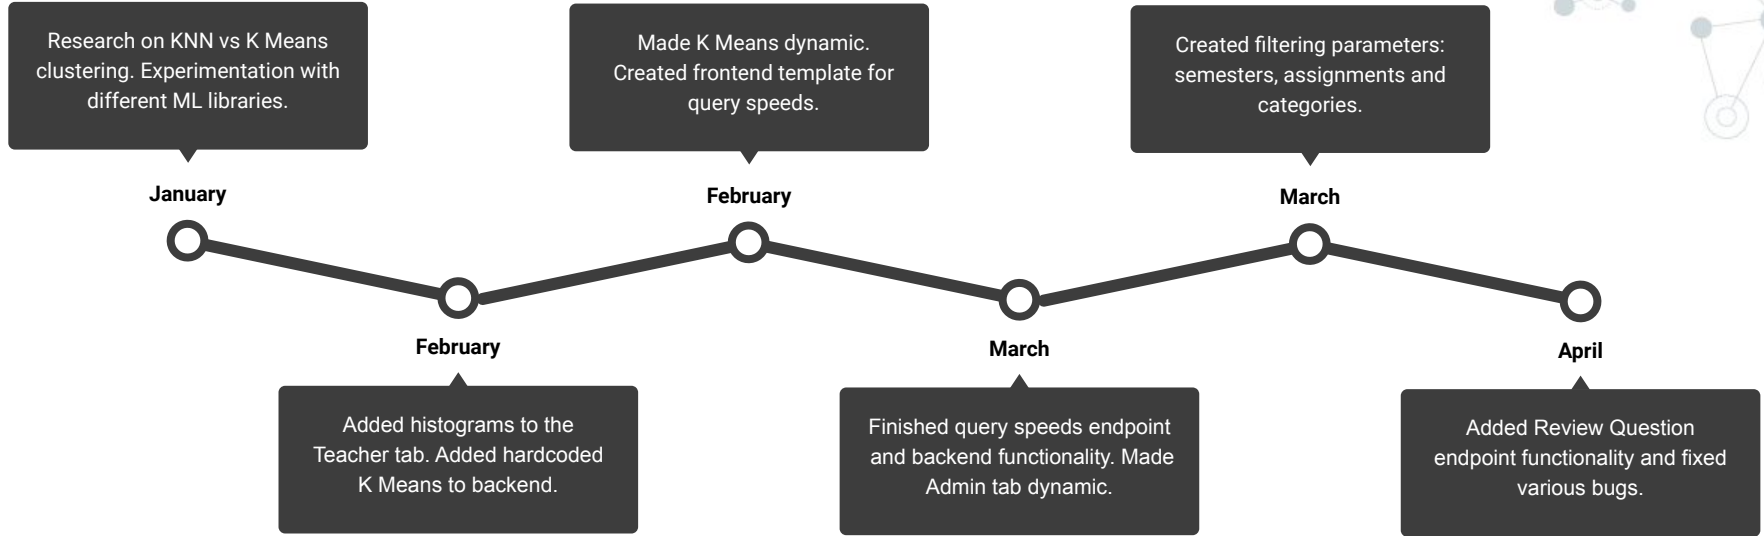 Research on KNN vs K Means
clustering. Experimentation with
different ML libraries.
January
Added histograms to the
Teacher tab. Added hardcoded
K Means to backend.
February
Made K Means dynamic.
Created frontend template for
query speeds.
February
Finished query speeds endpoint
and backend functionality. Made
Admin tab dynamic.
March
Created filtering parameters:
semesters, assignments and
categories.
March
April
Added Review Question
endpoint functionality and fixed
various bugs.